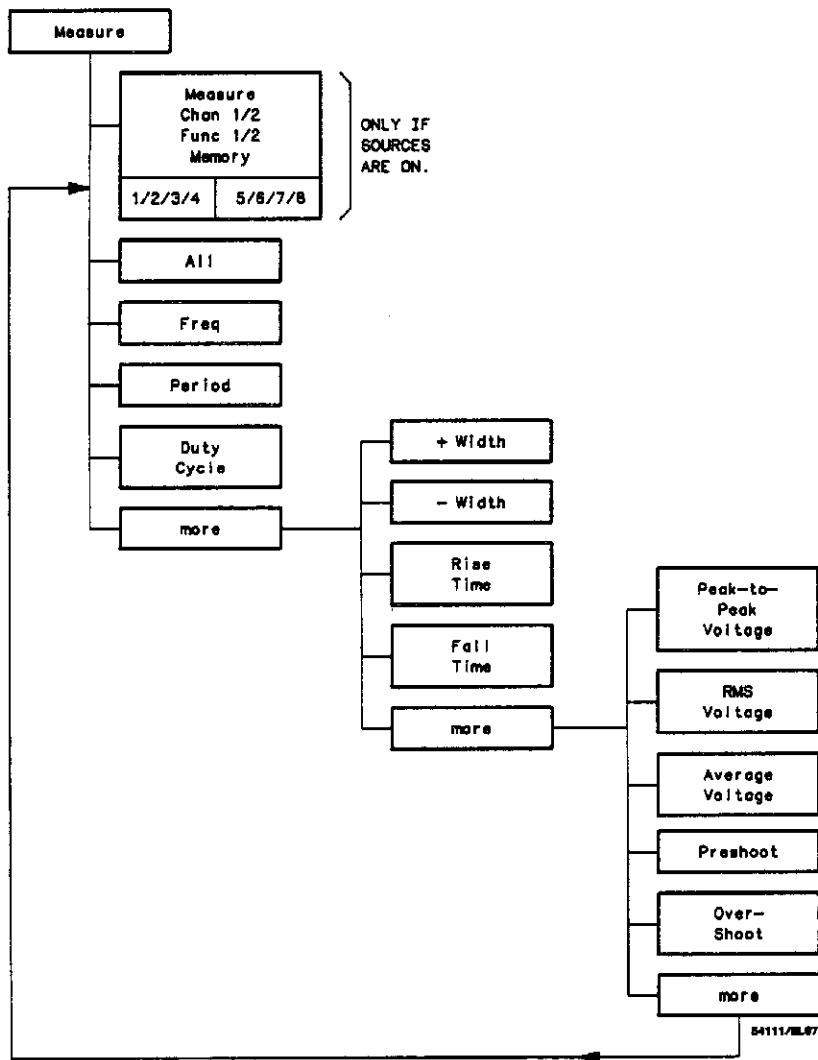 Measure
Measure
Chan 1/2
Func 1/2
Memory
1/2/3/4
5/6/7/8
ONLY IF
SOURCES
ARE ON.
All
Freq
Period
Duty
Cycle
more
+ Width
- Width
Rise
Time
Fall
Time
more
Peak-to-
Peak
Voltage
RMS
Voltage
Average
Voltage
Preshoot
Over-
Shoot
more